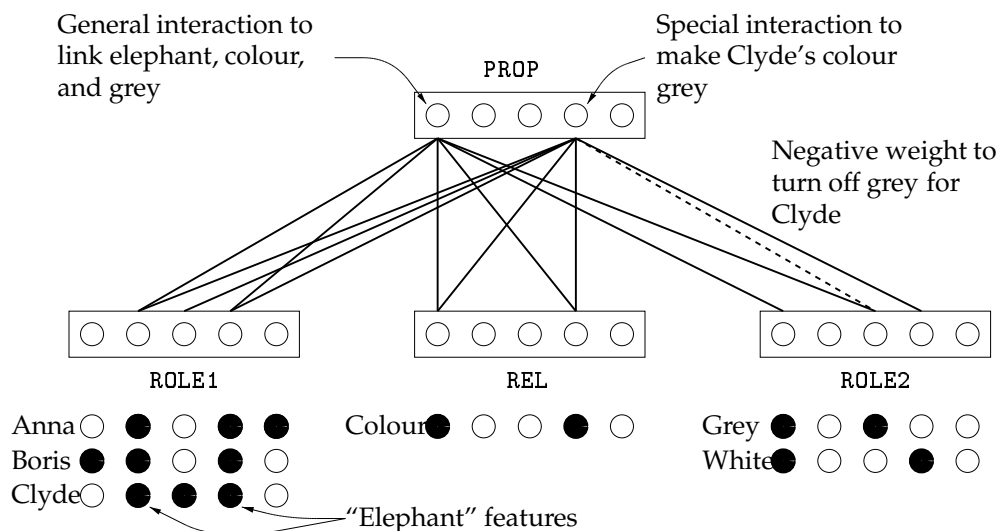 General interaction to
link elephant, colour,
and grey
Special interaction to
make Clyde's colour
grey
PROP
Negative weight to
turn off grey for
Clyde
ROLE1
REL
ROLE2
Anna
Boris
Clyde
Colour
Grey
White
“Elephant” features